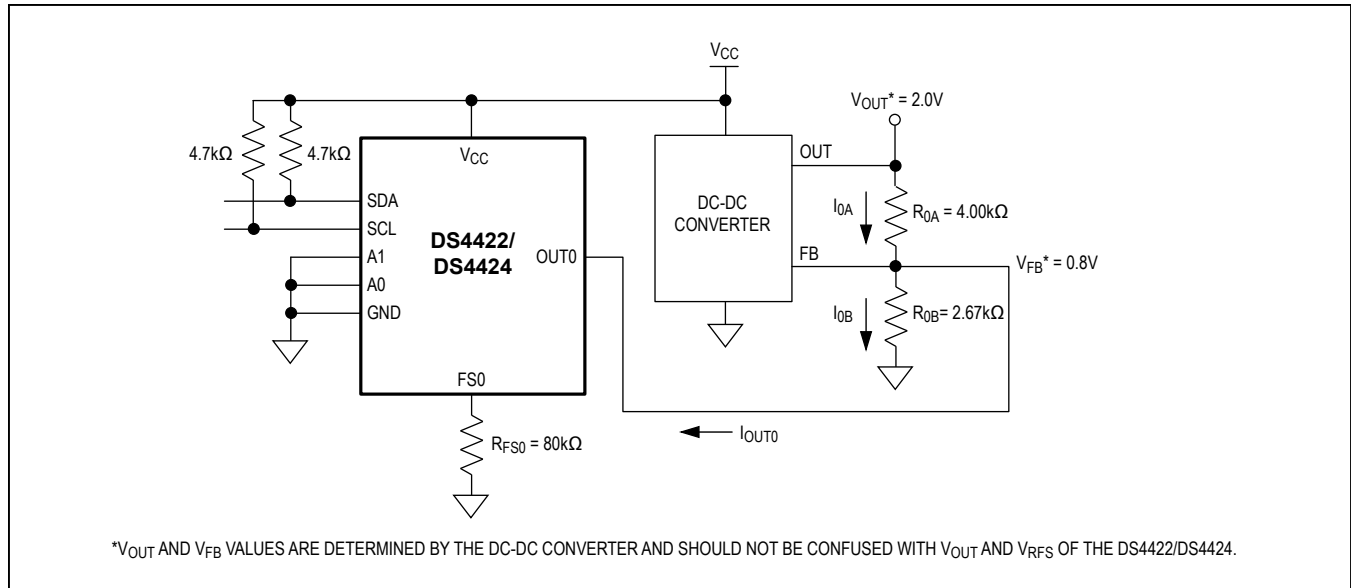 VCC
VOUT* = 2.0V
4.7kΩ
4.7kΩ
VCC
OUT
SDA
DC-DC
CONVERTER
I0A
R0A = 4.00kΩ
SCL
DS4422/
DS4424
A1
OUT0
FB
VFB* = 0.8V
A0
I0B
R0B= 2.67kΩ
GND
FS0
IOUT0
RFS0 = 80kΩ
*VOUT AND VFB VALUES ARE DETERMINED BY THE DC-DC CONVERTER AND SHOULD NOT BE CONFUSED WITH VOUT AND VRFS OF THE DS4422/DS4424.